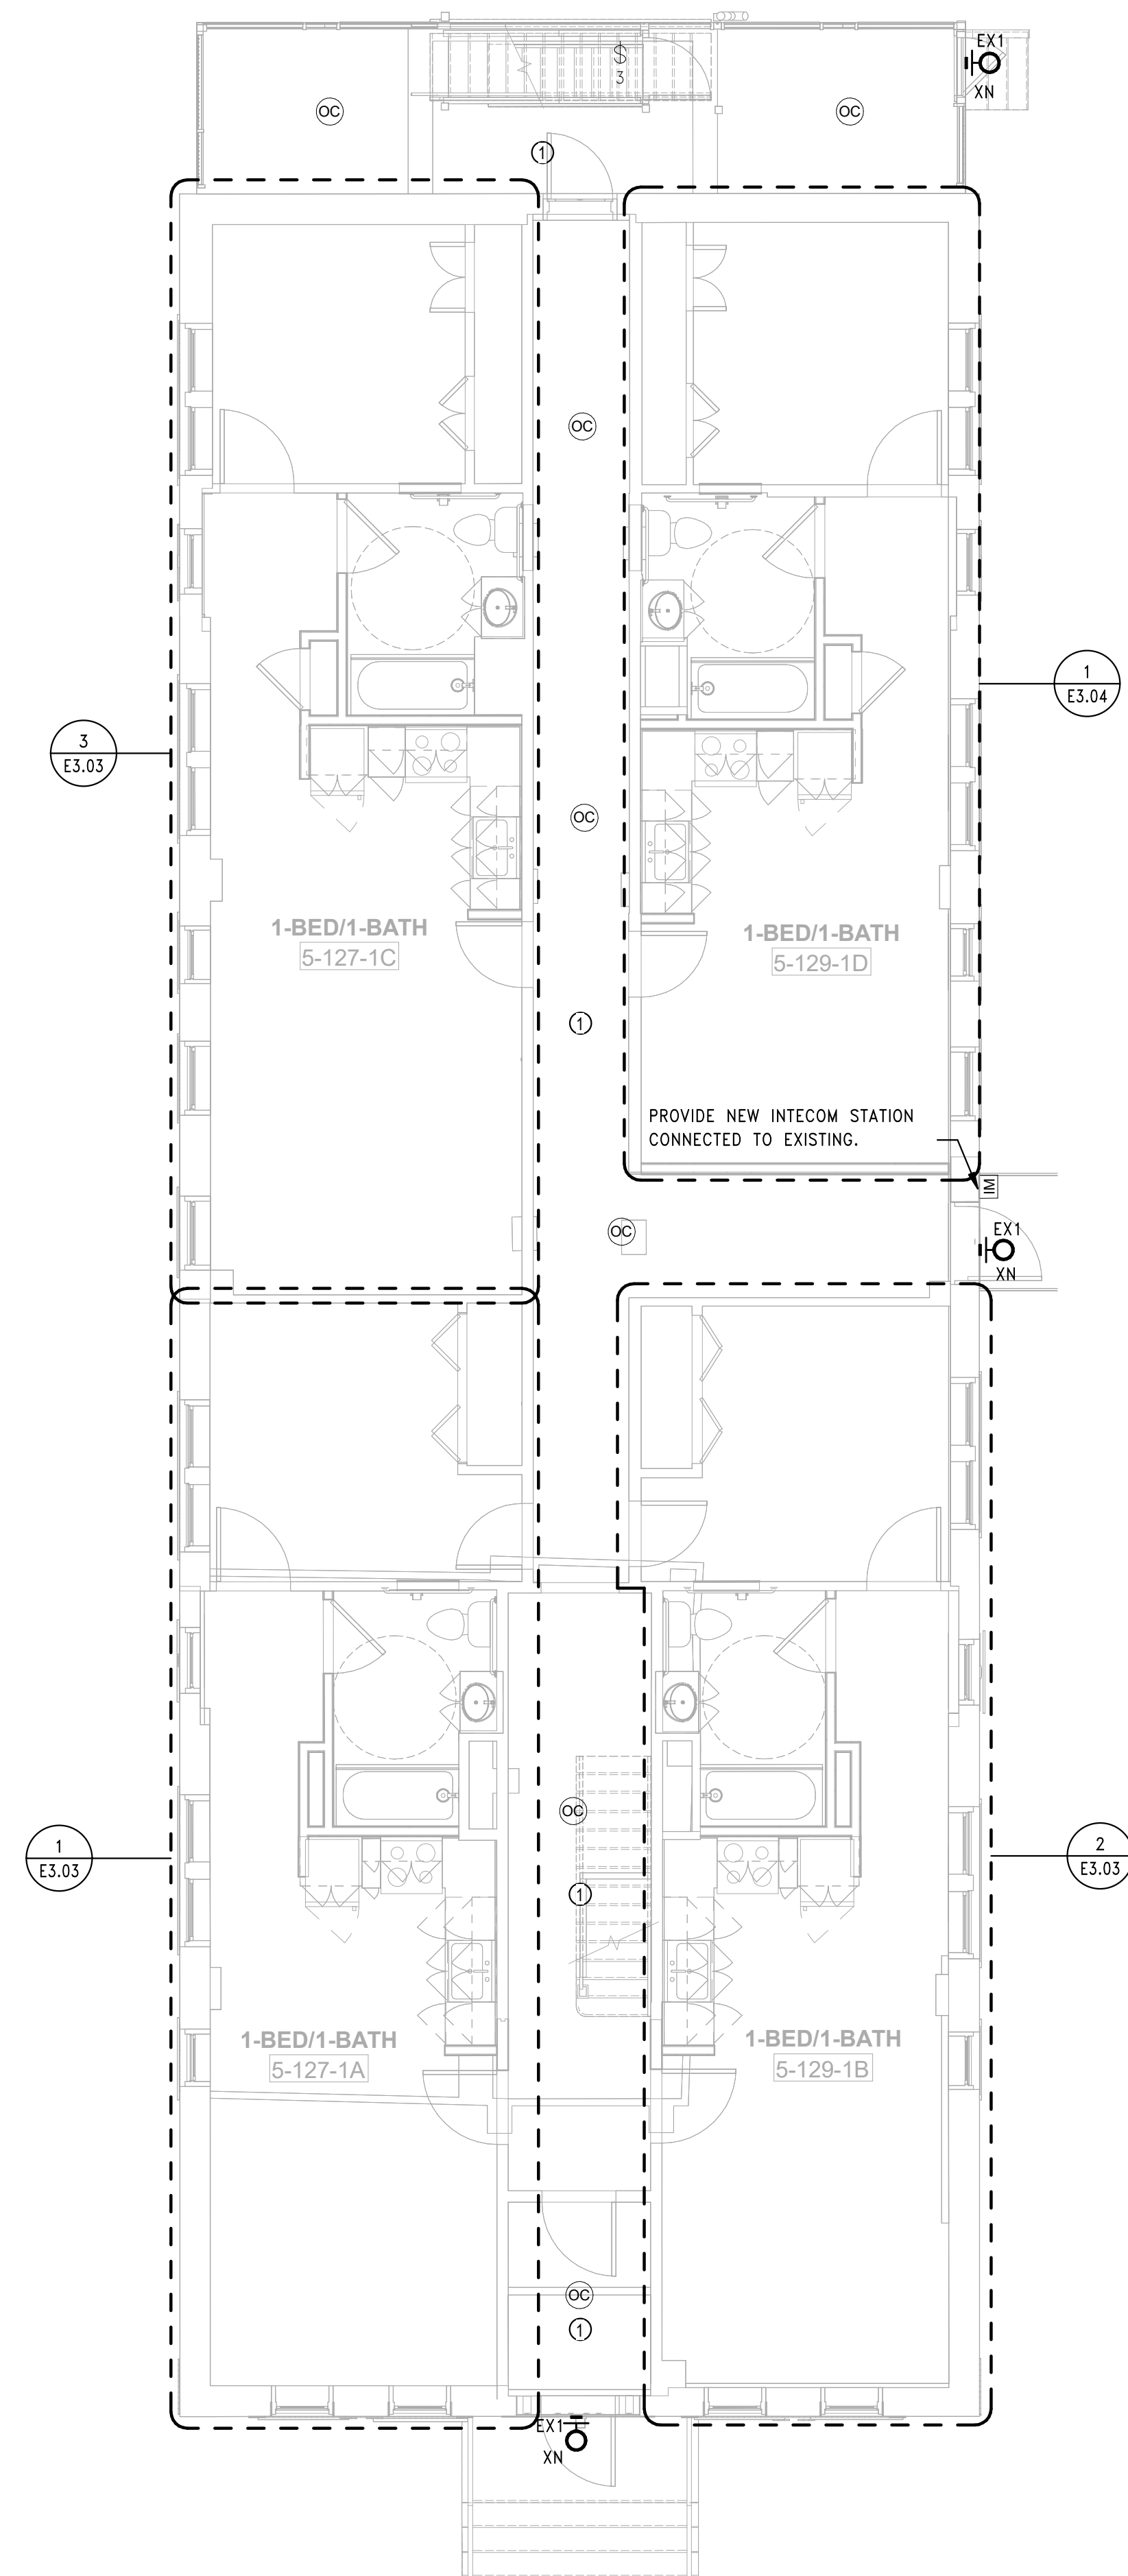 EX1
XN
$
3
OC
OC
1
OC
1
E3.04
3
E3.03
OC
1-BED/1-BATH
5-127-1C
1-BED/1-BATH
5-129-1D
1
PROVIDE NEW INTECOM STATION
CONNECTED TO EXISTING.
IM
OC
EX1
XN
OC
1
E3.03
2
E3.03
1
1-BED/1-BATH
5-127-1A
1-BED/1-BATH
5-129-1B
OC
1
EX1
XN